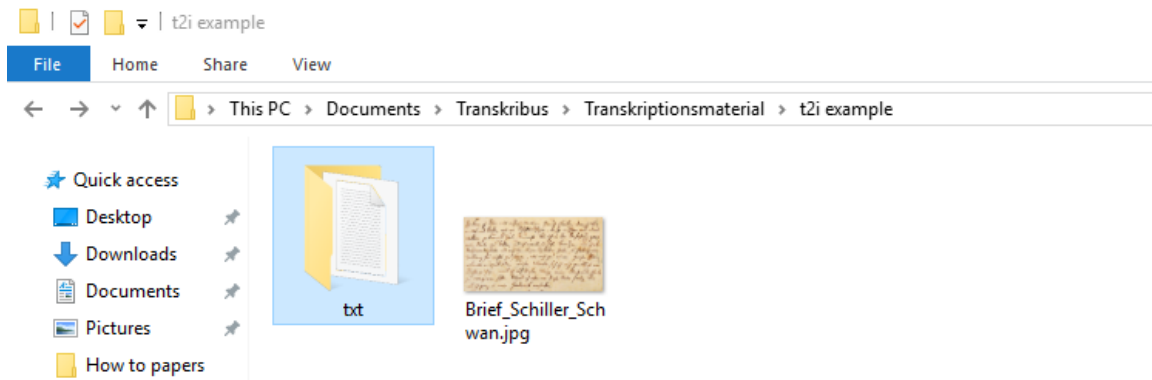 t2i example
File Home Share View
This PC > Documents > Transkribus > Transkriptionsmaterial > t2i example
Quick access
Desktop
Downloads
Documents
Pictures
How to papers
txt
Brief_Schiller_Sch
wan.jpg